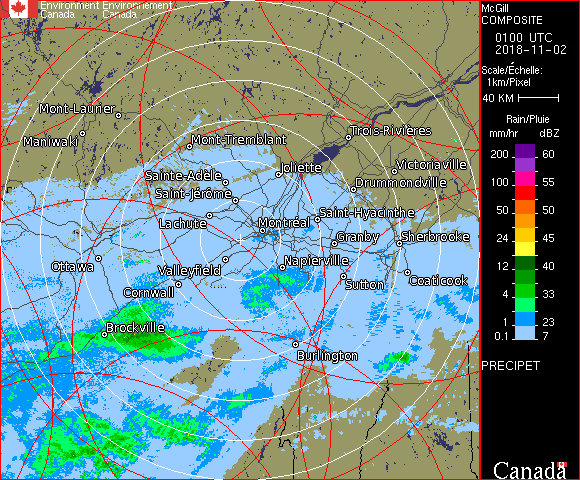 Environment Environnement
Canada Canada
McGill
COMPOSITE
0100 UTC
2018-11-02
Scale/Échelle:
1km/Pixel
40 KM
Rain/Pluie
mm/hr dBZ
200 60
100 55
50 50
24 45
12 40
4 33
1 23
0.1 7
PRECIPET
Canada
Mont-Laurier
Maniwaki
Mont-Tremblant
Trois-Rivières
Sainte-Adèle
Joliette
Victoriaville
Saint-Jérôme
Drummondville
Lachute
Montréal
Saint-Hyacinthe
Granby
Sherbrooke
Ottawa
Valleyfield
Napierville
Cornwall
Sutton
Coaticook
Brockville
Burlington